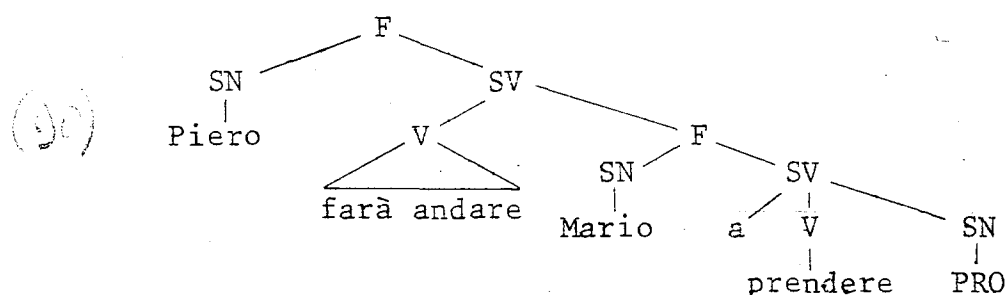 F
SN SV
Piero V F
SN SV
farà andare
Mario a V SN
prendere PRO